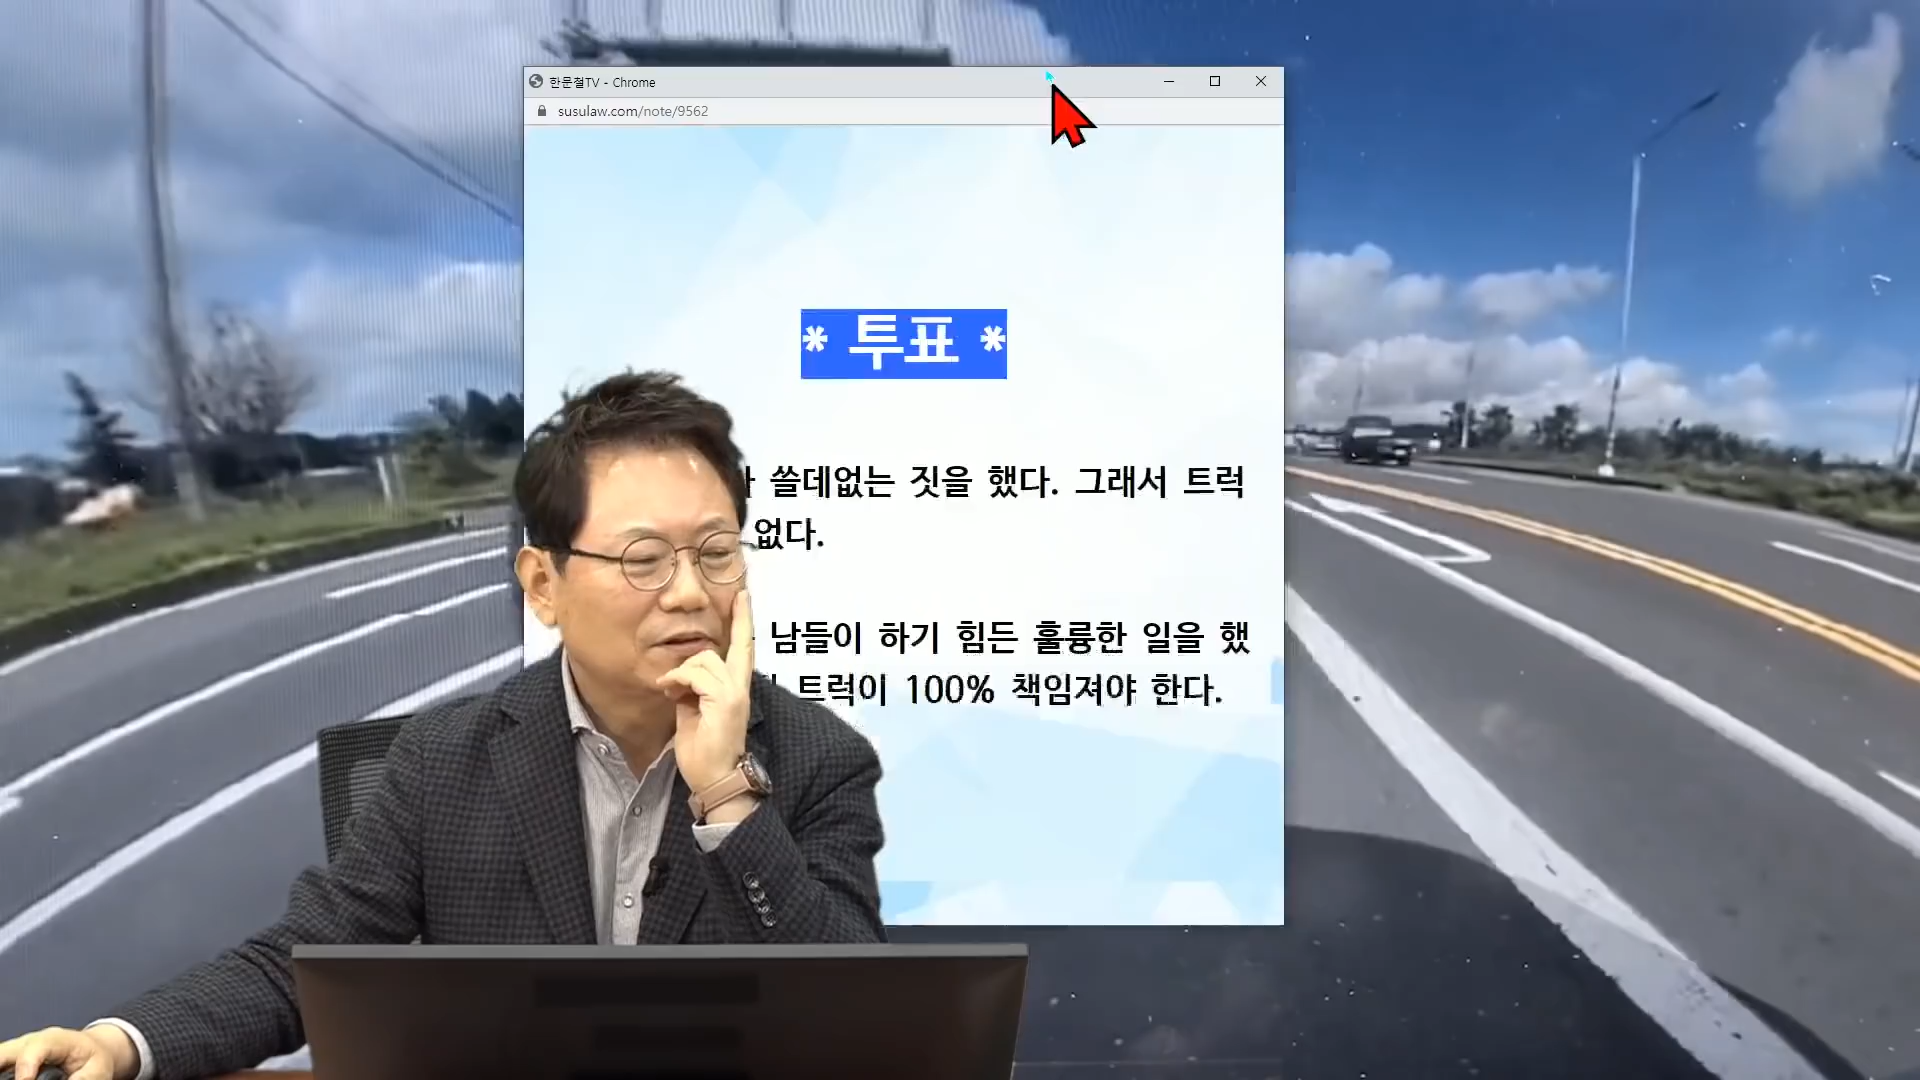 한문철TV - Chrome
susulaw.com/note/9562
* 투표 *
쓸데없는 짓을 했다. 그래서 트럭
없다.
남들이 하기 힘든 훌륭한 일을 했
트럭이 100% 책임져야 한다.